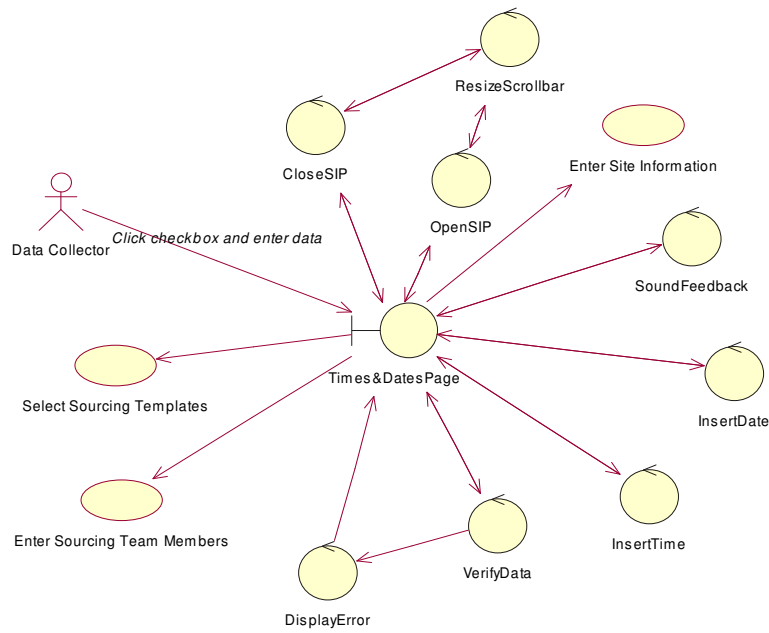 ResizeScrollbar
CloseSIP
Enter Site Information
OpenSIP
Data Collector
Click checkbox and enter data
SoundFeedback
Times&DatesPage
Select Sourcing Templates
InsertDate
Enter Sourcing Team Members
InsertTime
VerifyData
DisplayError